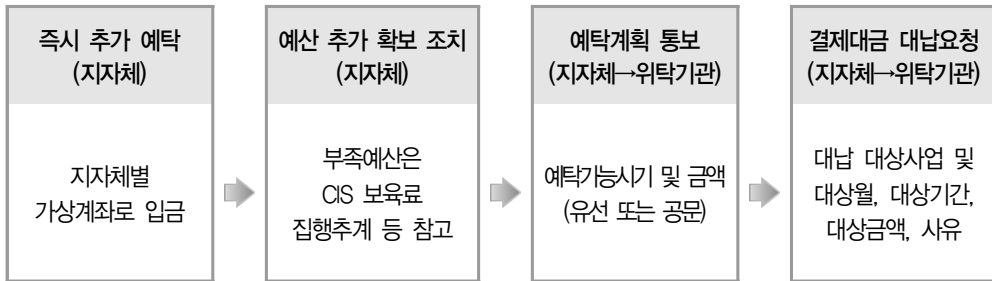 즉시 추가 예탁
(지자체)
지자체별
가상계좌로 입금
예산 추가 확보 조치
(지자체)
부족예산은
CIS 보육료
집행추계 등 참고
예탁계획 통보
(지자체→위탁기관)
예탁가능시기 및 금액
(유선 또는 공문)
결제대금 대납요청
(지자체→위탁기관)
대납 대상사업 및
대상월, 대상기간,
대상금액, 사유